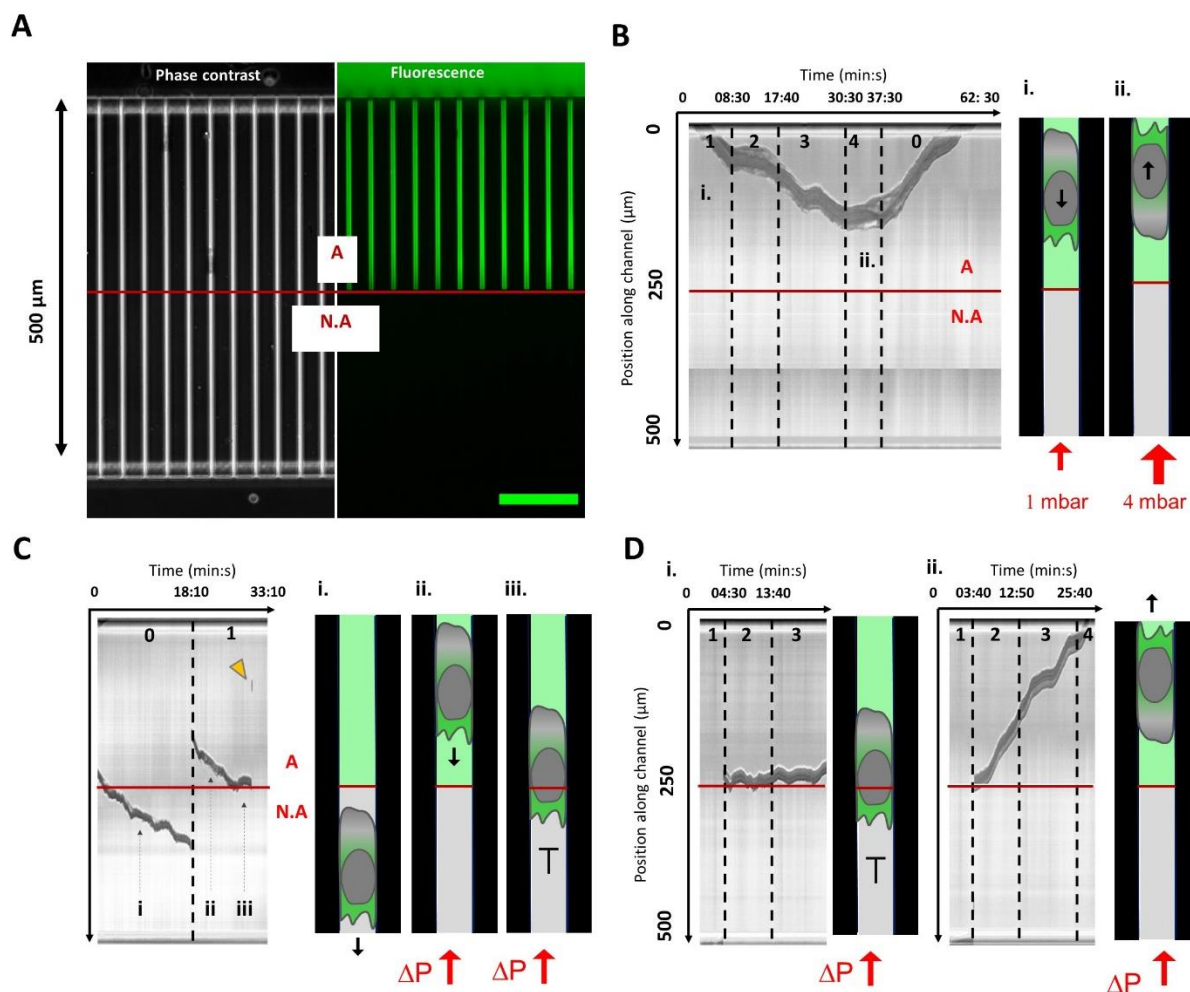 A
Phase contrast
Fluorescence
500 µm
A
N.A
B
Time (min:s)
0 08:30 17:40 30:30 37:30 62: 30
Position along channel (µm)
0
250
500
1 2 3 4 0
i.
ii.
A
N.A
i.
ii.
1 mbar
4 mbar
C
Time (min:s)
0 18:10 33:10
0 1
A
N.A
i ii iii
i.
ii.
iii.
ΔP
ΔP
D
i.
Time (min:s)
0 04:30 13:40
Position along channel (µm)
0
250
500
1 2 3
ΔP
ii.
Time (min:s)
0 03:40 12:50 25:40
1 2 3 4
ΔP